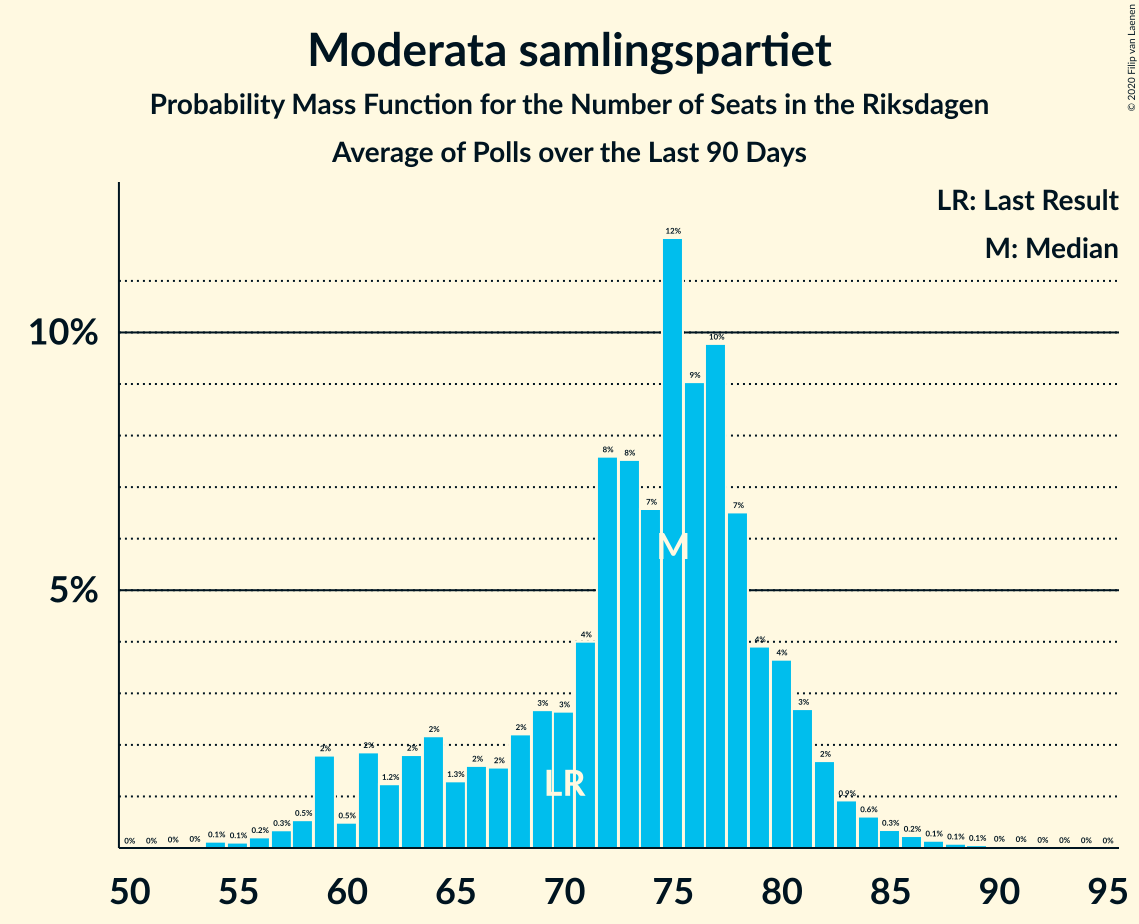 Moderata samlingspartiet
Probability Mass Function for the Number of Seats in the Riksdagen
Average of Polls over the Last 90 Days
© 2020 Filip van Laenen
LR: Last Result
M: Median
10%
5%
0% 0% 0% 0% 0.1% 0.1% 0.2% 0.3% 0.5% 2% 0.5% 2% 1.2% 2% 2% 1.3% 2% 2% 2% 3% 3% 4% 8% 8% 7% 12% 9% 10% 7% 4% 4% 3% 2% 0.9% 0.6% 0.3% 0.2% 0.1% 0.1% 0.1% 0% 0% 0% 0% 0% 0%
M
LR
50 55 60 65 70 75 80 85 90 95